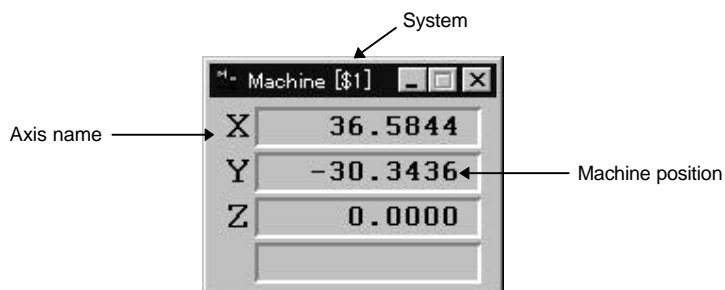 System
Machine [$1]
X 36.5844
Axis name
Y -30.3436
Machine position
Z 0.0000